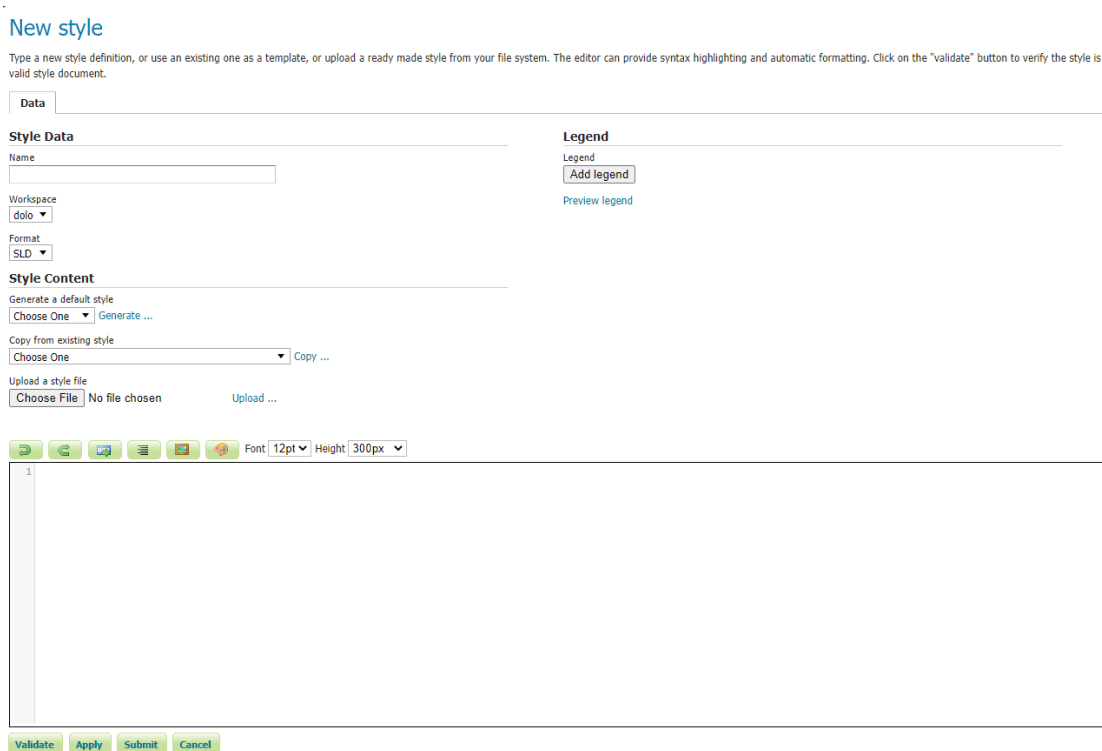 New style
Type a new style definition, or use an existing one as a template, or upload a ready made style from your file system. The editor can provide syntax highlighting and automatic formatting. Click on the "validate" button to verify the style is
valid style document.
Data
Style Data
Name
Workspace
dolo
Format
SLD
Style Content
Generate a default style
Choose One Generate ...
Copy from existing style
Choose One Copy ...
Upload a style file
Choose File No file chosen Upload ...
Legend
Legend
Add legend
Preview legend
Font 12pt Height 300px
1
Validate Apply Submit Cancel